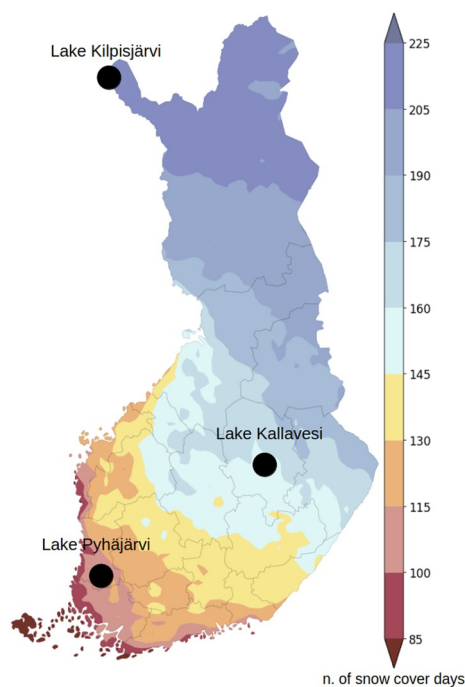 Lake Kilpisjärvi
225
205
190
175
160
145
Lake Kallavesi
130
115
Lake Pyhäjärvi
100
85
n. of snow cover days